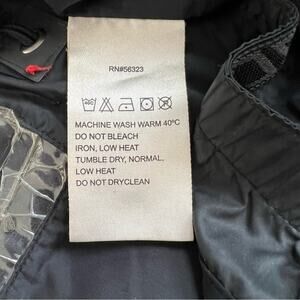 RN#56323
MACHINE WASH WARM 40ºC
DO NOT BLEACH
IRON, LOW HEAT
TUMBLE DRY, NORMAL,
LOW HEAT
DO NOT DRYCLEAN